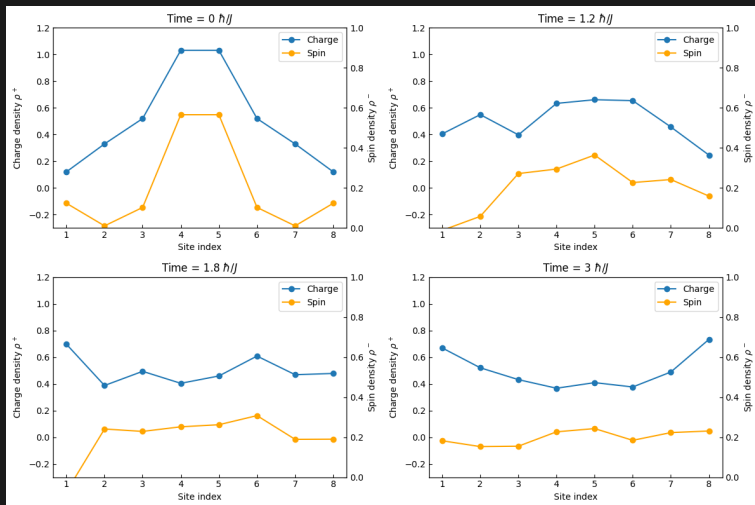 Time = 0 ℏ/J
Charge
Spin
Charge density ρ⁺
1.2
1.0
0.8
0.6
0.4
0.2
0.0
−0.2
1.0
0.8
0.6
0.4
0.2
0.0
Spin density ρ⁻
1 2 3 4 5 6 7 8
Site index
Time = 1.2 ℏ/J
Charge
Spin
Charge density ρ⁺
1.2
1.0
0.8
0.6
0.4
0.2
0.0
−0.2
1.0
0.8
0.6
0.4
0.2
0.0
Spin density ρ⁻
1 2 3 4 5 6 7 8
Site index
Time = 1.8 ℏ/J
Charge
Spin
Charge density ρ⁺
1.2
1.0
0.8
0.6
0.4
0.2
0.0
−0.2
1.0
0.8
0.6
0.4
0.2
0.0
Spin density ρ⁻
1 2 3 4 5 6 7 8
Site index
Time = 3 ℏ/J
Charge
Spin
Charge density ρ⁺
1.2
1.0
0.8
0.6
0.4
0.2
0.0
−0.2
1.0
0.8
0.6
0.4
0.2
0.0
Spin density ρ⁻
1 2 3 4 5 6 7 8
Site index